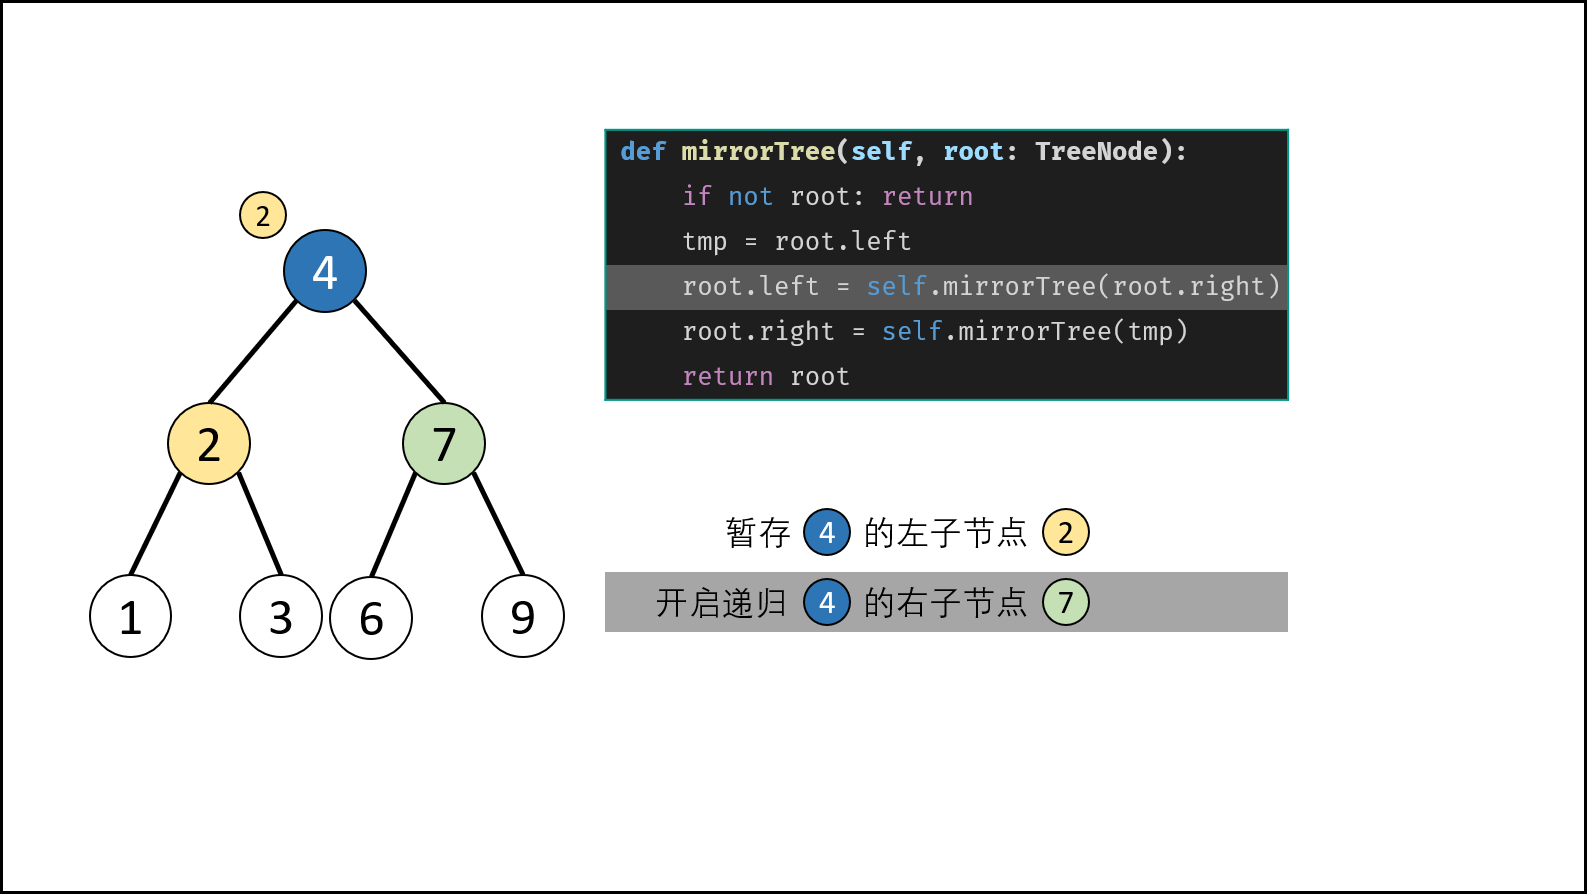 2
4
2 7
1 3 6 9
def mirrorTree(self, root: TreeNode):
    if not root: return
    tmp = root.left
    root.left = self.mirrorTree(root.right)
    root.right = self.mirrorTree(tmp)
    return root
暂存 4 的左子节点 2
开启递归 4 的右子节点 7